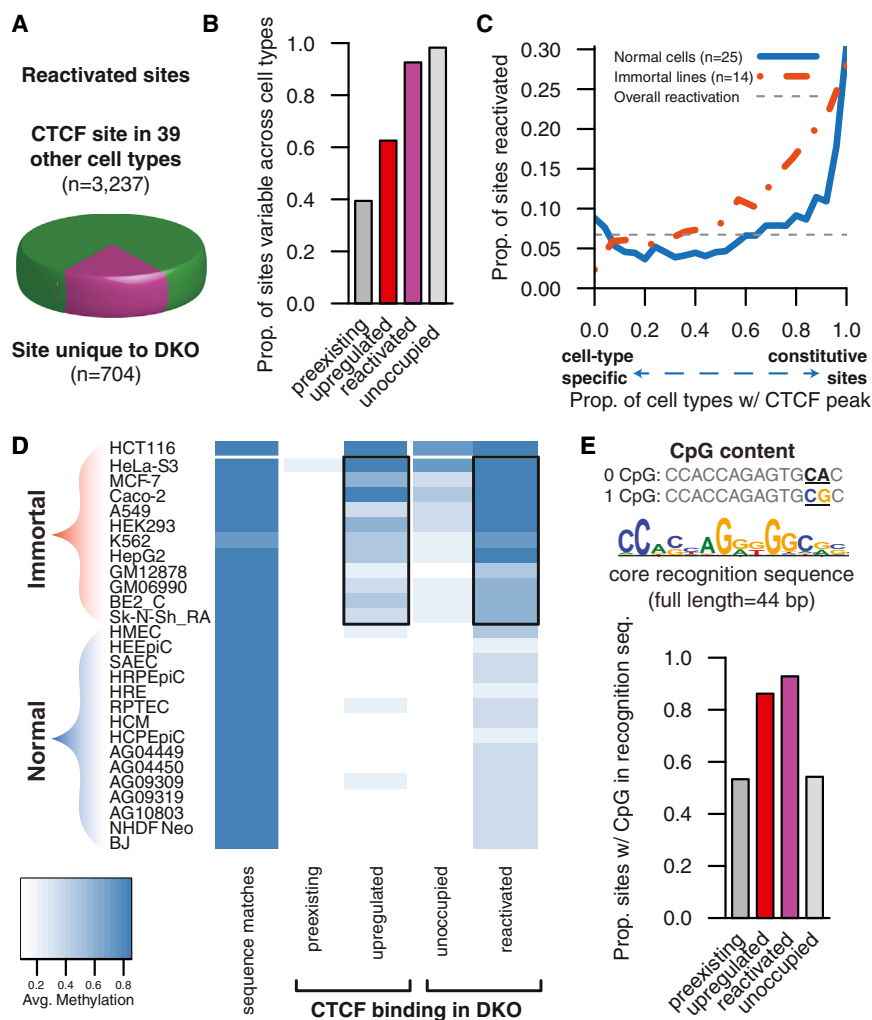 A
Reactivated sites
CTCF site in 39
other cell types
(n=3,237)
Site unique to DKO
(n=704)
B
Prop. of sites variable across cell types
1.0
0.8
0.6
0.4
0.2
0.0
preexisting
upregulated
reactivated
unoccupied
C
Prop. of sites reactivated
0.30
0.25
0.20
0.15
0.10
0.05
0.00
Normal cells (n=25)
Immortal lines (n=14)
Overall reactivation
0.0 0.2 0.4 0.6 0.8 1.0
cell-type
specific
constitutive
sites
Prop. of cell types w/ CTCF peak
D
Immortal
Normal
HCT116
HeLa-S3
MCF-7
Caco-2
A549
HEK293
K562
HepG2
GM12878
GM06990
BE2_C
Sk-N-Sh_RA
HMEC
HEEpiC
SAEC
HRPEpiC
HRE
RPTEC
HCM
HCPEpiC
AG04449
AG04450
AG09309
AG09319
AG10803
NHDF Neo
BJ
0.2 0.4 0.6 0.8
Avg. Methylation
sequence matches
preexisting
upregulated
unoccupied
reactivated
CTCF binding in DKO
E
CpG content
0 CpG: CCACCAGAGTGCAC
1 CpG: CCACCAGAGTGCGC
core recognition sequence
(full length=44 bp)
Prop. sites w/ CpG in recognition seq.
1.0
0.8
0.6
0.4
0.2
0.0
preexisting
upregulated
reactivated
unoccupied